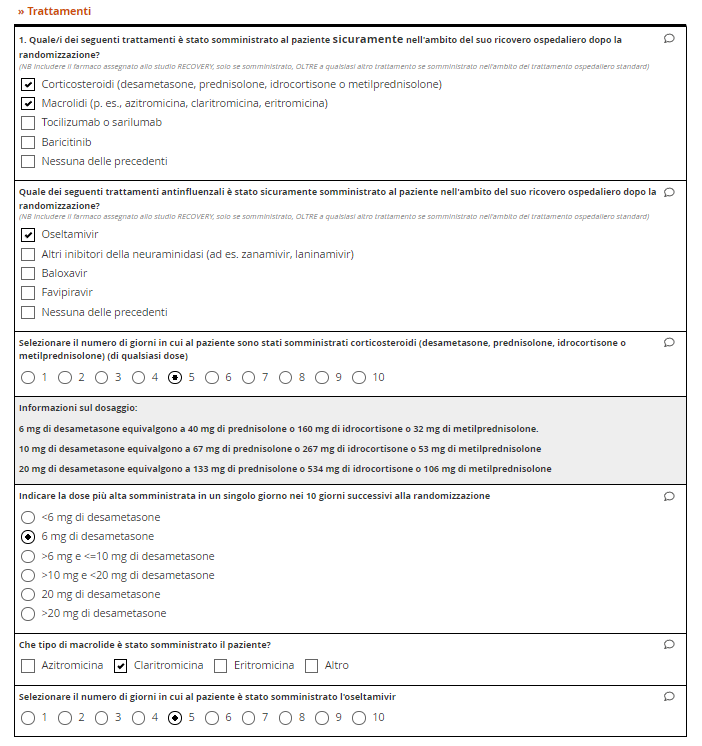 » Trattamenti
1. Quale/i dei seguenti trattamenti è stato somministrato al paziente sicuramente nell'ambito del suo ricovero ospedaliero dopo la
randomizzazione?
(NB Includere il farmaco assegnato allo studio RECOVERY, solo se somministrato, OLTRE a qualsiasi altro trattamento se somministrato nell'ambito del trattamento ospedaliero standard)
Corticosteroidi (desametasone, prednisolone, idrocortisone o metilprednisolone)
Macrolidi (p. es., azitromicina, claritromicina, eritromicina)
Tocilizumab o sarilumab
Baricitinib
Nessuna delle precedenti
Quale dei seguenti trattamenti antinfluenzali è stato sicuramente somministrato al paziente nell'ambito del suo ricovero ospedaliero dopo la
randomizzazione?
(NB Includere il farmaco assegnato allo studio RECOVERY, solo se somministrato, OLTRE a qualsiasi altro trattamento se somministrato nell'ambito del trattamento ospedaliero standard)
Oseltamivir
Altri inibitori della neuraminidasi (ad es. zanamivir, laninamivir)
Baloxavir
Favipiravir
Nessuna delle precedenti
Selezionare il numero di giorni in cui al paziente sono stati somministrati corticosteroidi (desametasone, prednisolone, idrocortisone o
metilprednisolone) (di qualsiasi dose)
1 2 3 4 5 6 7 8 9 10
Informazioni sul dosaggio:
6 mg di desametasone equivalgono a 40 mg di prednisolone o 160 mg di idrocortisone o 32 mg di metilprednisolone.
10 mg di desametasone equivalgono a 67 mg di prednisolone o 267 mg di idrocortisone o 53 mg di metilprednisolone
20 mg di desametasone equivalgono a 133 mg di prednisolone o 534 mg di idrocortisone o 106 mg di metilprednisolone
Indicare la dose più alta somministrata in un singolo giorno nei 10 giorni successivi alla randomizzazione
<6 mg di desametasone
6 mg di desametasone
>6 mg e <=10 mg di desametasone
>10 mg e <20 mg di desametasone
20 mg di desametasone
>20 mg di desametasone
Che tipo di macrolide è stato somministrato il paziente?
Azitromicina Claritromicina Eritromicina Altro
Selezionare il numero di giorni in cui al paziente è stato somministrato l'oseltamivir
1 2 3 4 5 6 7 8 9 10